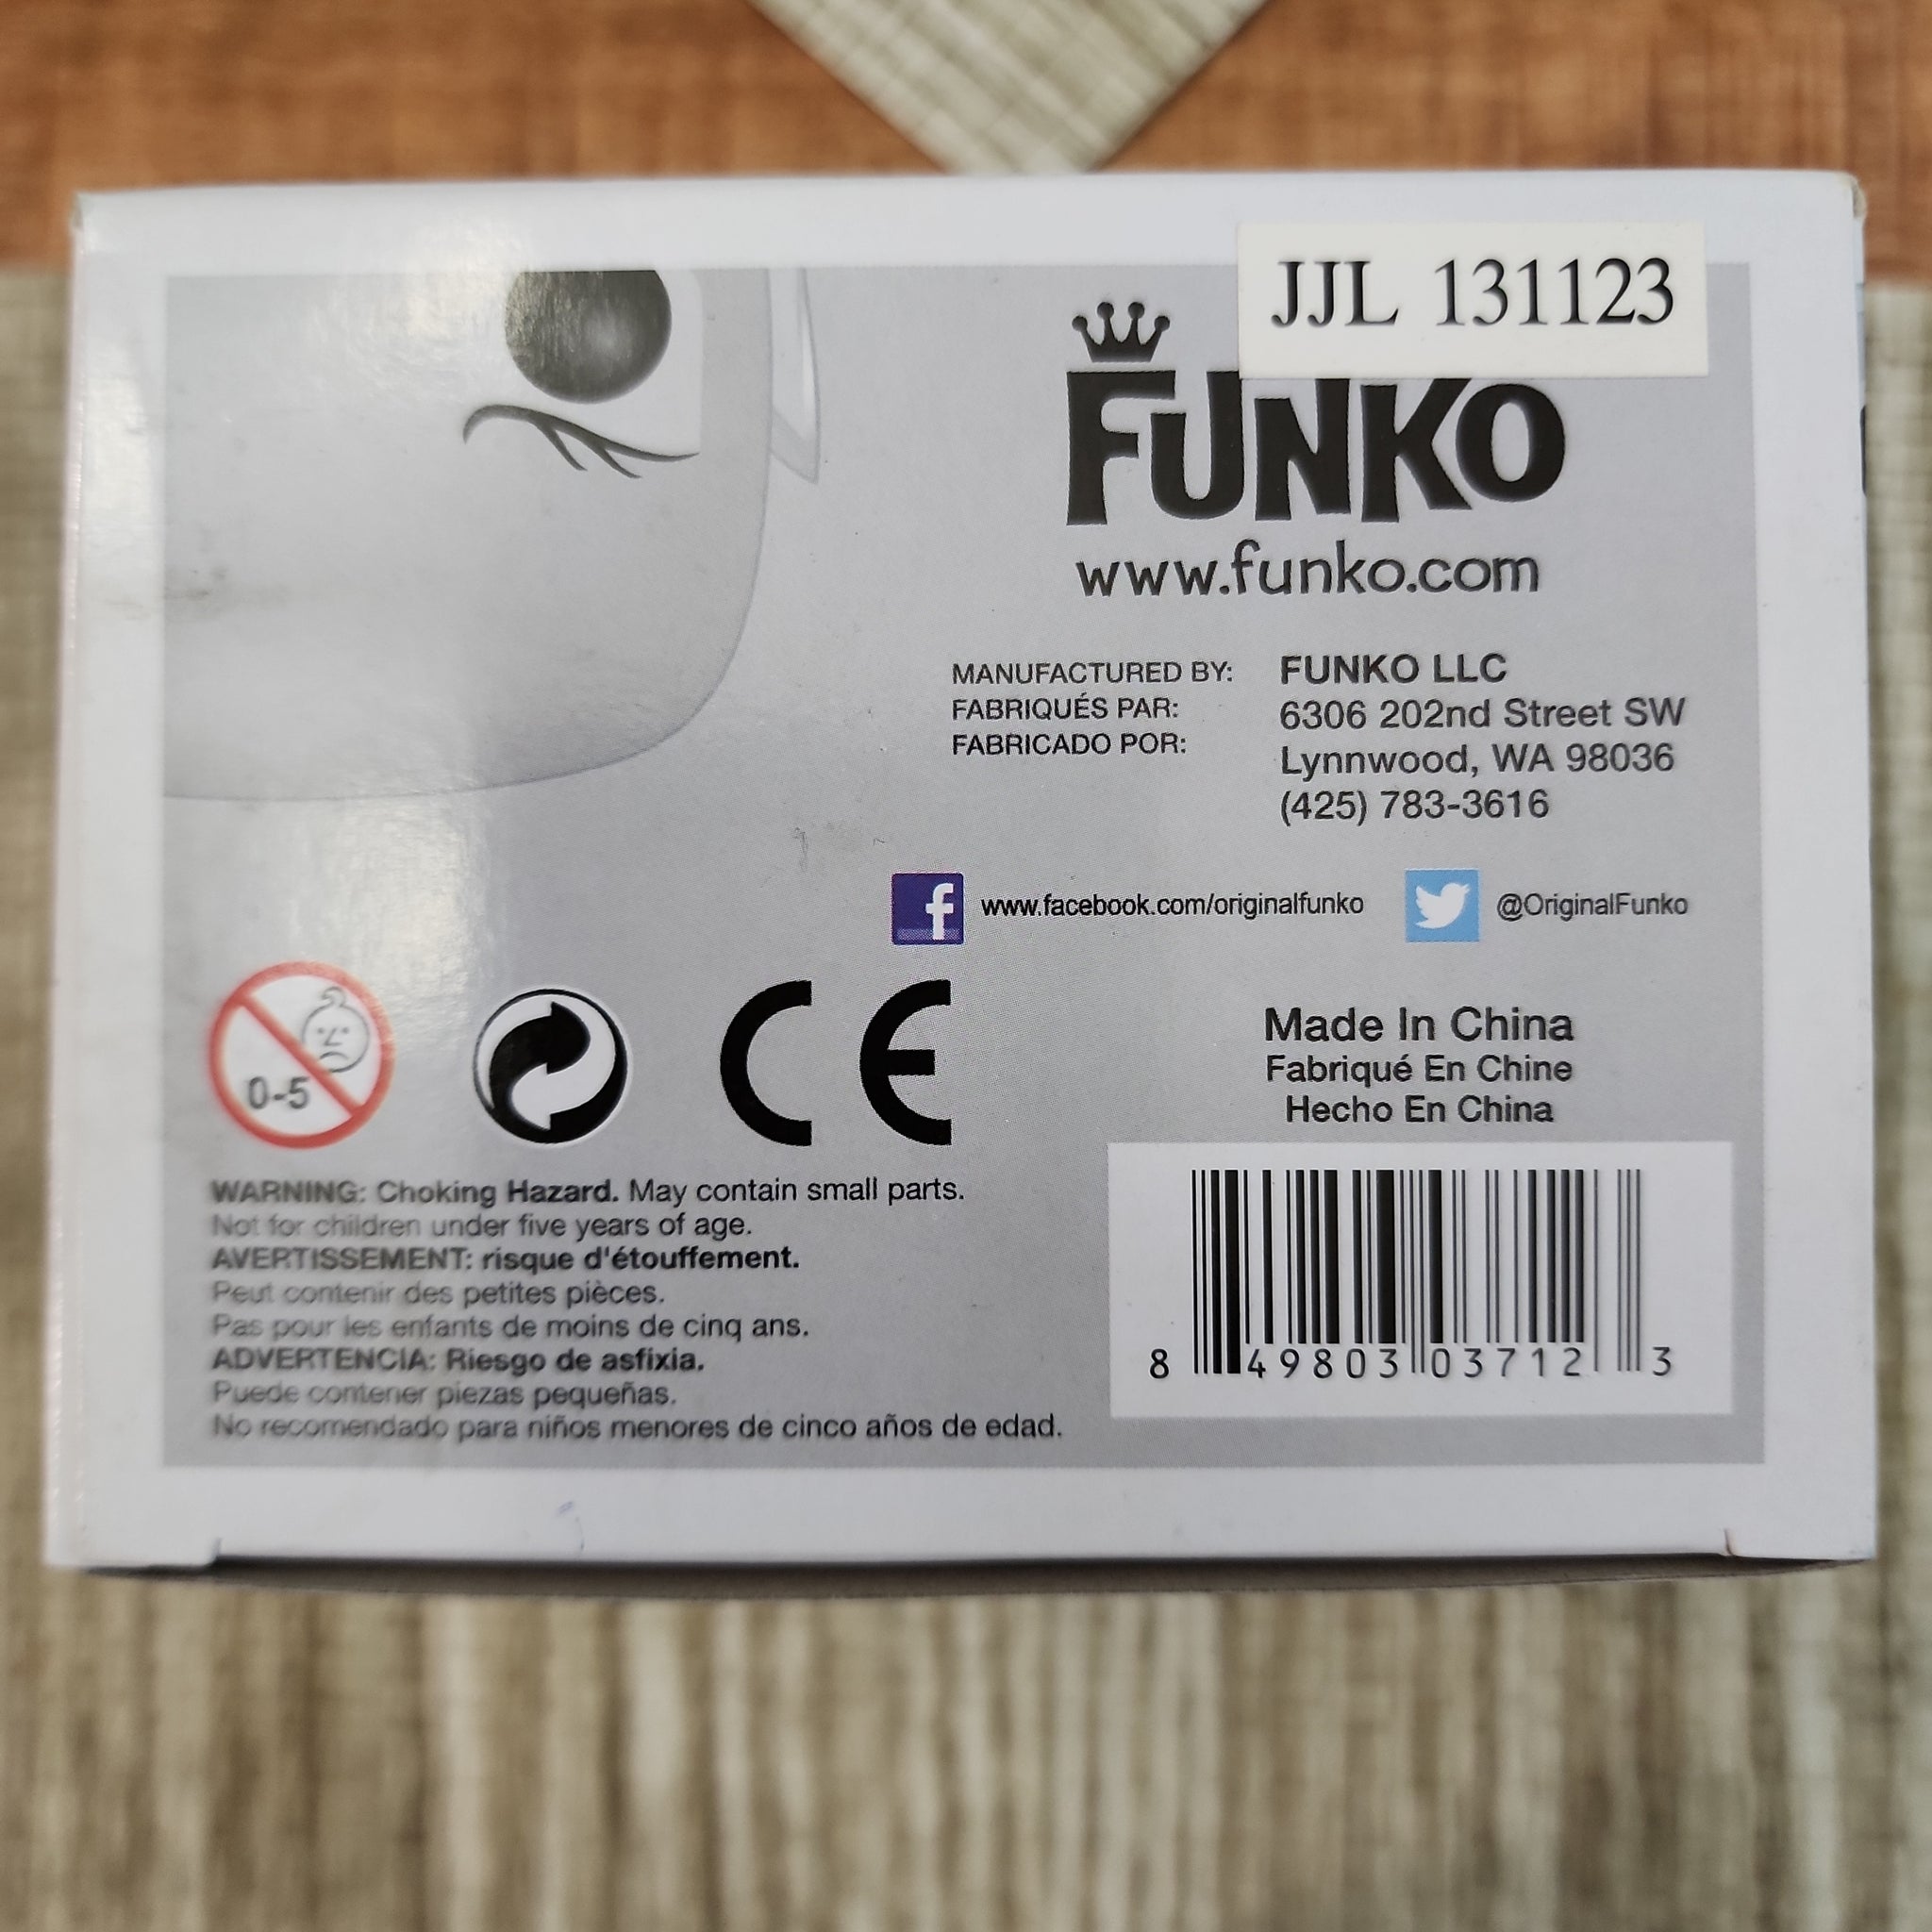 JJL 131123
FUNKO
www.funko.com
MANUFACTURED BY:
FABRIQUÉS PAR:
FABRICADO POR:
FUNKO LLC
6306 202nd Street SW
Lynnwood, WA 98036
(425) 783-3616
f www.facebook.com/originalfunko @OriginalFunko
0-5
CE
Made In China
Fabriqué En Chine
Hecho En China
WARNING: Choking Hazard. May contain small parts.
Not for children under five years of age.
AVERTISSEMENT: risque d'étouffement.
Peut contenir des petites pièces.
Pas pour les enfants de moins de cinq ans.
ADVERTENCIA: Riesgo de asfixia.
Puede contener piezas pequeñas.
No recomendado para niños menores de cinco años de edad.
8 49803 03712 3